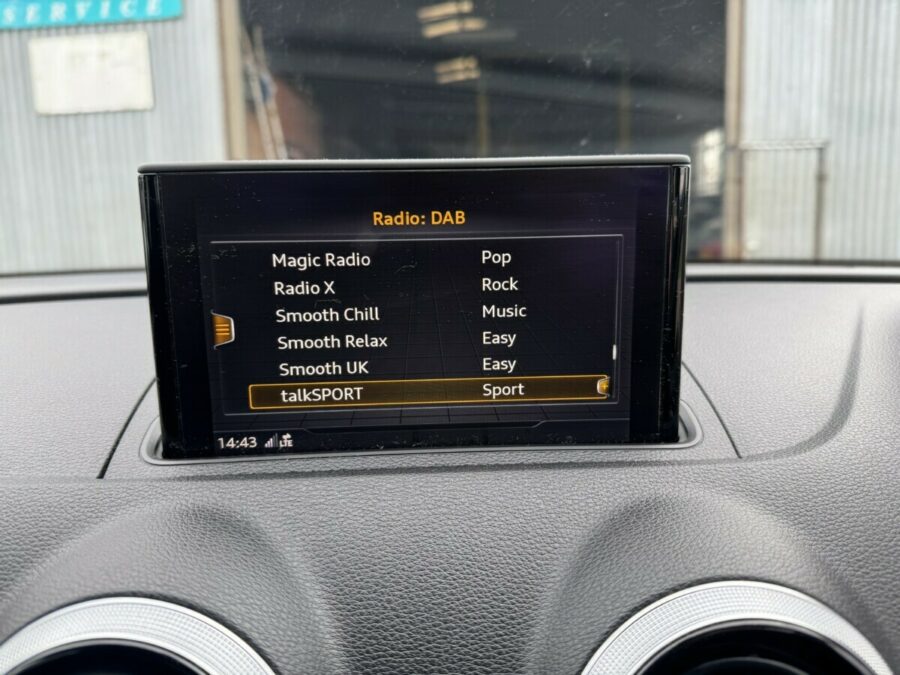 SERVICE
Radio: DAB
Magic Radio Pop
Radio X Rock
Smooth Chill Music
Smooth Relax Easy
Smooth UK Easy
talkSPORT Sport
14:43 LTE